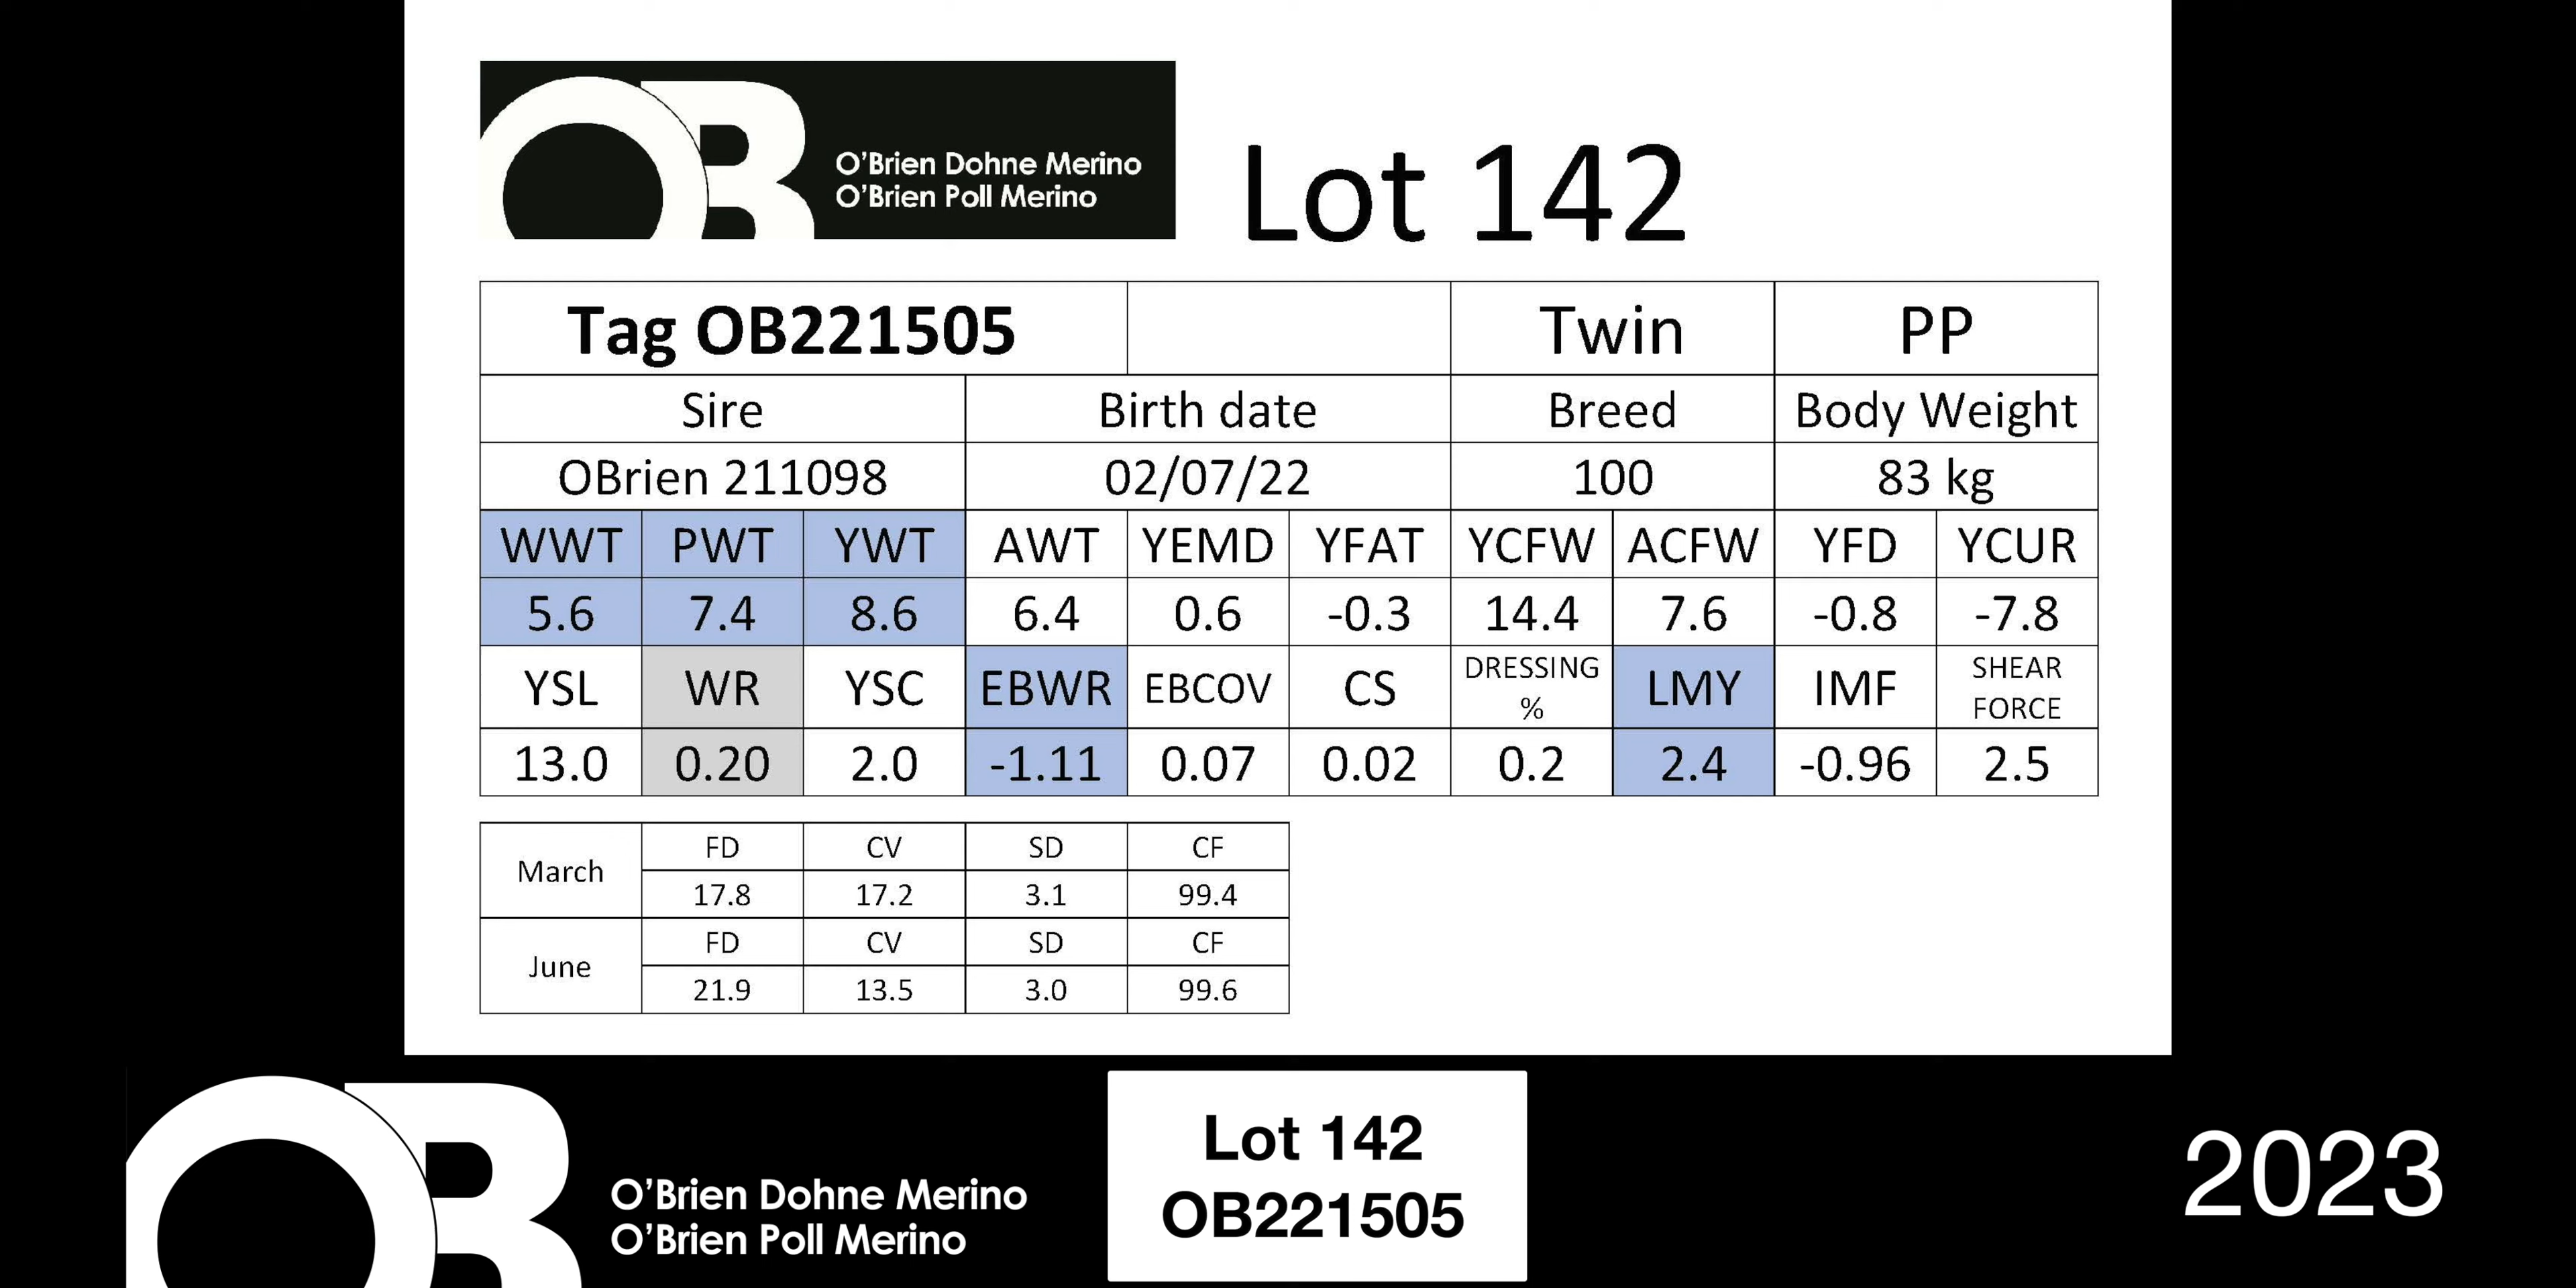 OB
O'Brien Dohne Merino
O'Brien Poll Merino
Lot 142
Tag OB221505 Twin PP
Sire Birth date Breed Body Weight
OBrien 211098 02/07/22 100 83 kg
WWT PWT YWT AWT YEMD YFAT YCFW ACFW YFD YCUR
5.6 7.4 8.6 6.4 0.6 -0.3 14.4 7.6 -0.8 -7.8
YSL WR YSC EBWR EBCOV CS DRESSING % LMY IMF SHEAR FORCE
13.0 0.20 2.0 -1.11 0.07 0.02 0.2 2.4 -0.96 2.5
March FD CV SD CF
17.8 17.2 3.1 99.4
June FD CV SD CF
21.9 13.5 3.0 99.6
OB
O'Brien Dohne Merino
O'Brien Poll Merino
Lot 142
OB221505
2023